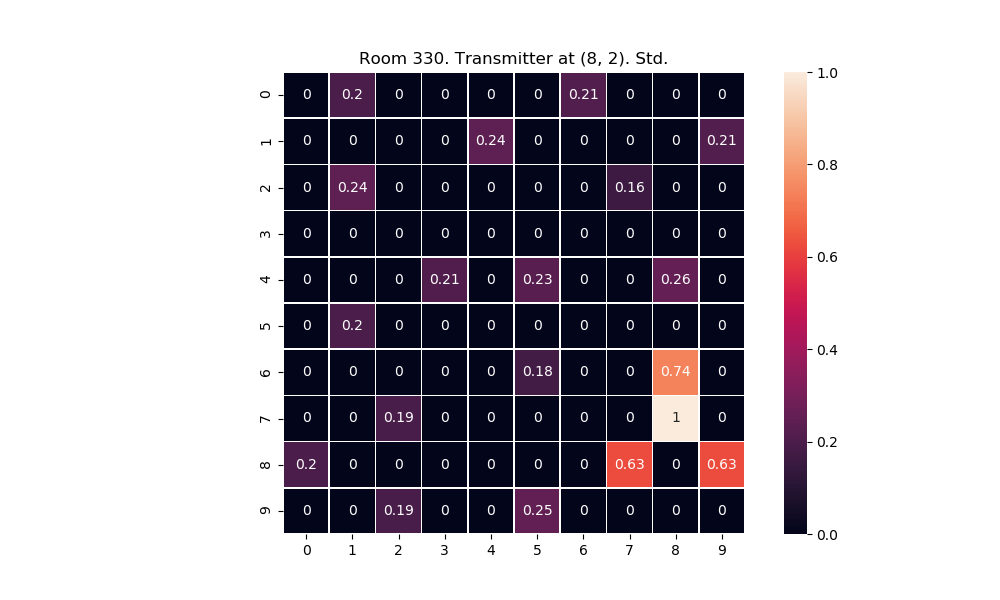 Room 330. Transmitter at (8, 2). Std.
0 0 0.2 0 0 0 0 0.21 0 0 0
1 0 0 0 0 0.24 0 0 0 0 0.21
2 0 0.24 0 0 0 0 0 0.16 0 0
3 0 0 0 0 0 0 0 0 0 0
4 0 0 0 0.21 0 0.23 0 0 0.26 0
5 0 0.2 0 0 0 0 0 0 0 0
6 0 0 0 0 0 0.18 0 0 0.74 0
7 0 0 0.19 0 0 0 0 0 1 0
8 0.2 0 0 0 0 0 0 0.63 0 0.63
9 0 0 0.19 0 0 0.25 0 0 0 0
0 1 2 3 4 5 6 7 8 9
1.0
0.8
0.6
0.4
0.2
0.0